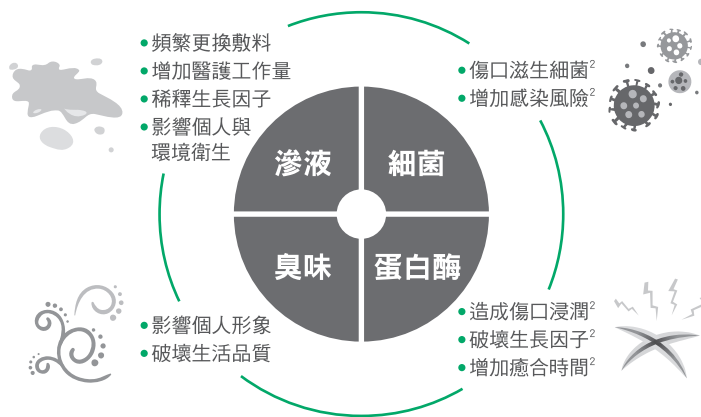 • 頻繁更換敷料
• 增加醫護工作量
• 稀釋生長因子
• 影響個人與
環境衛生
• 傷口滋生細菌2
• 增加感染風險2
滲液
細菌
臭味
蛋白酶
• 影響個人形象
• 破壞生活品質
• 造成傷口浸潤2
• 破壞生長因子2
• 增加癒合時間2